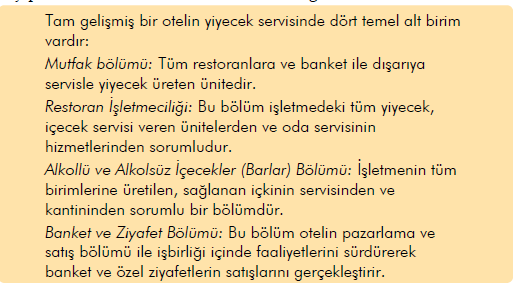 Tam gelişmiş bir otelin yiyecek servisinde dört temel alt birim
vardır:
Mutfak bölümü: Tüm restoranlara ve banket ile dışarıya
servisle yiyecek üreten ünitedir.
Restoran İşletmeciliği: Bu bölüm işletmedeki tüm yiyecek,
içecek servisi veren ünitelerden ve oda servisinin
hizmetlerinden sorumludur.
Alkollü ve Alkolsüz İçecekler (Barlar) Bölümü: İşletmenin tüm
birimlerine üretilen, sağlanan içkinin servisinden ve
kantininden sorumlu bir bölümdür.
Banket ve Ziyafet Bölümü: Bu bölüm otelin pazarlama ve
satış bölümü ile işbirliği içinde faaliyetlerini sürdürerek
banket ve özel ziyafetlerin satışlarını gerçekleştirir.